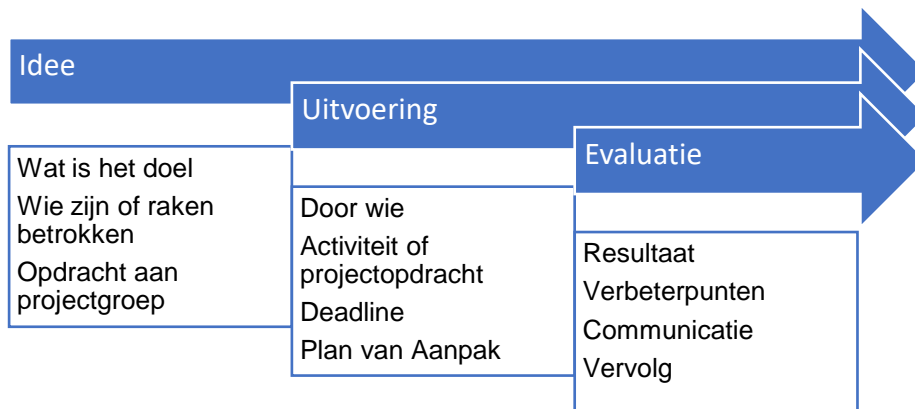 Idee
Uitvoering
Evaluatie
Wat is het doel
Wie zijn of raken
betrokken
Opdracht aan
projectgroep
Door wie
Activiteit of
projectopdracht
Deadline
Plan van Aanpak
Resultaat
Verbeterpunten
Communicatie
Vervolg